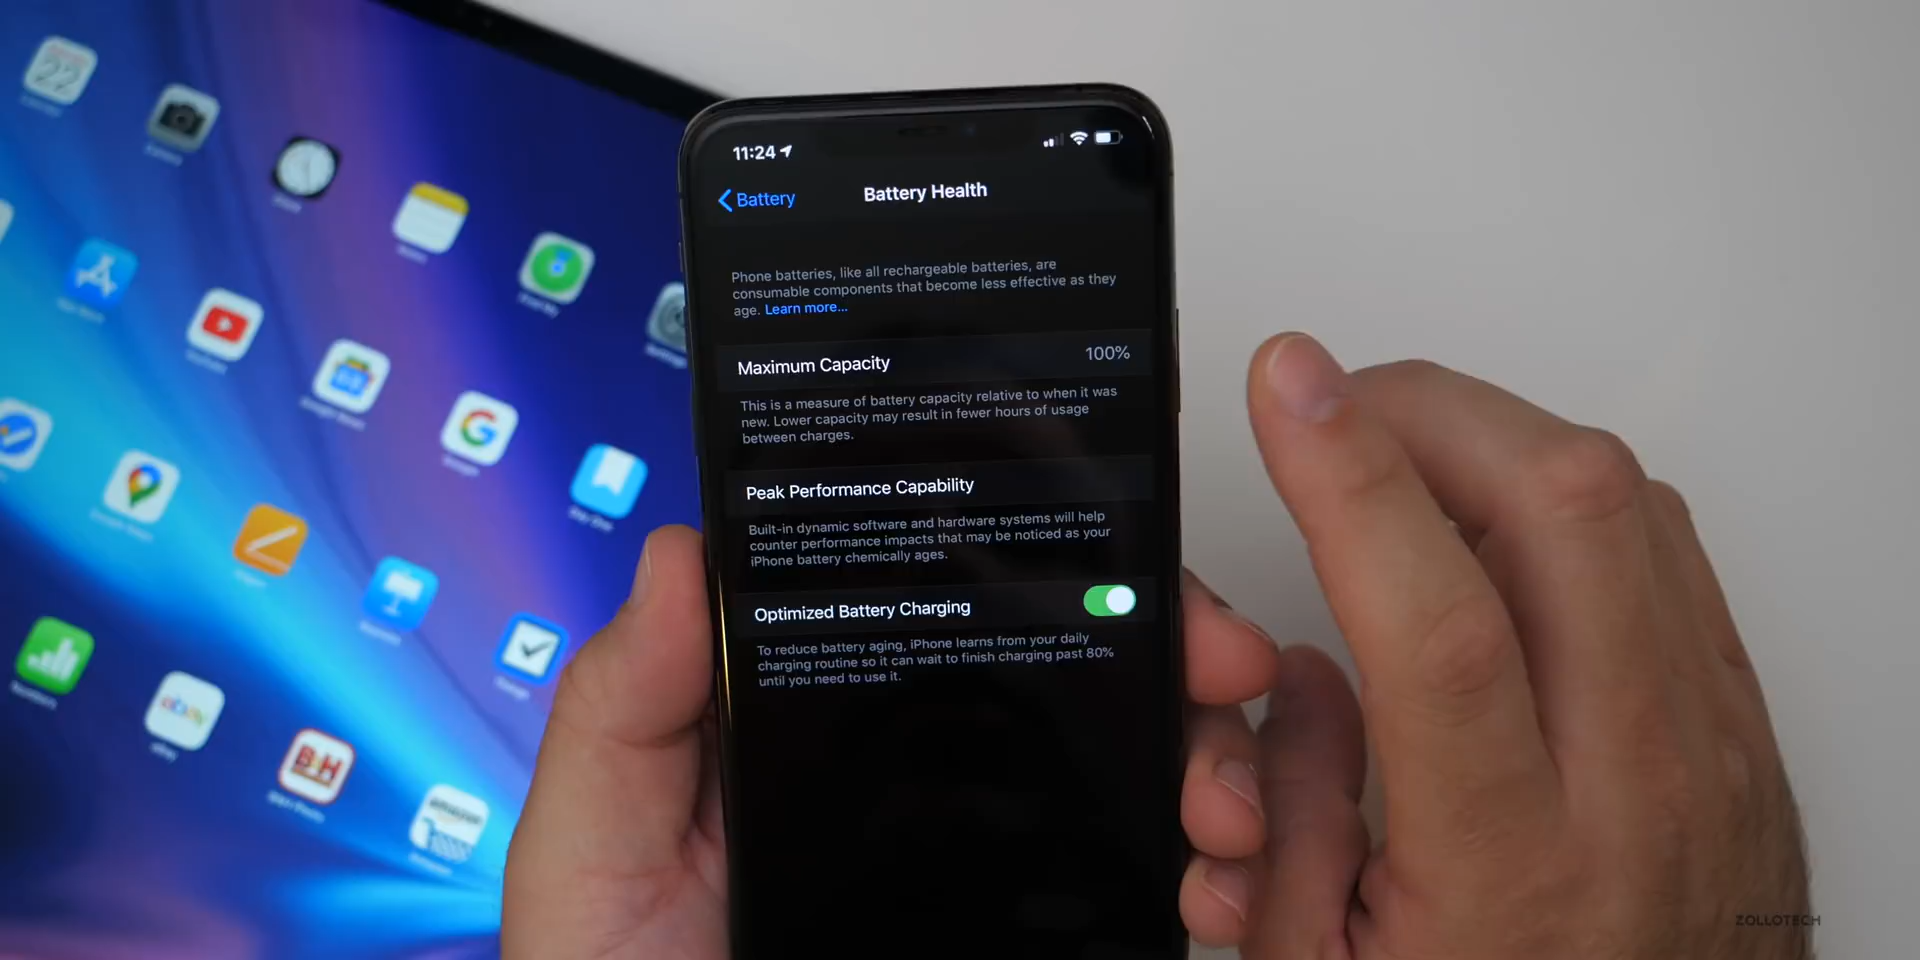 11:24
Battery
Battery Health
Phone batteries, like all rechargeable batteries, are
consumable components that become less effective as they
age. Learn more...
Maximum Capacity
100%
This is a measure of battery capacity relative to when it was
new. Lower capacity may result in fewer hours of usage
between charges.
Peak Performance Capability
Built-in dynamic software and hardware systems will help
counter performance impacts that may be noticed as your
iPhone battery chemically ages.
Optimized Battery Charging
To reduce battery aging, iPhone learns from your daily
charging routine so it can wait to finish charging past 80%
until you need to use it.
22
ebay
B&H
amazon
ZOLLOTECH